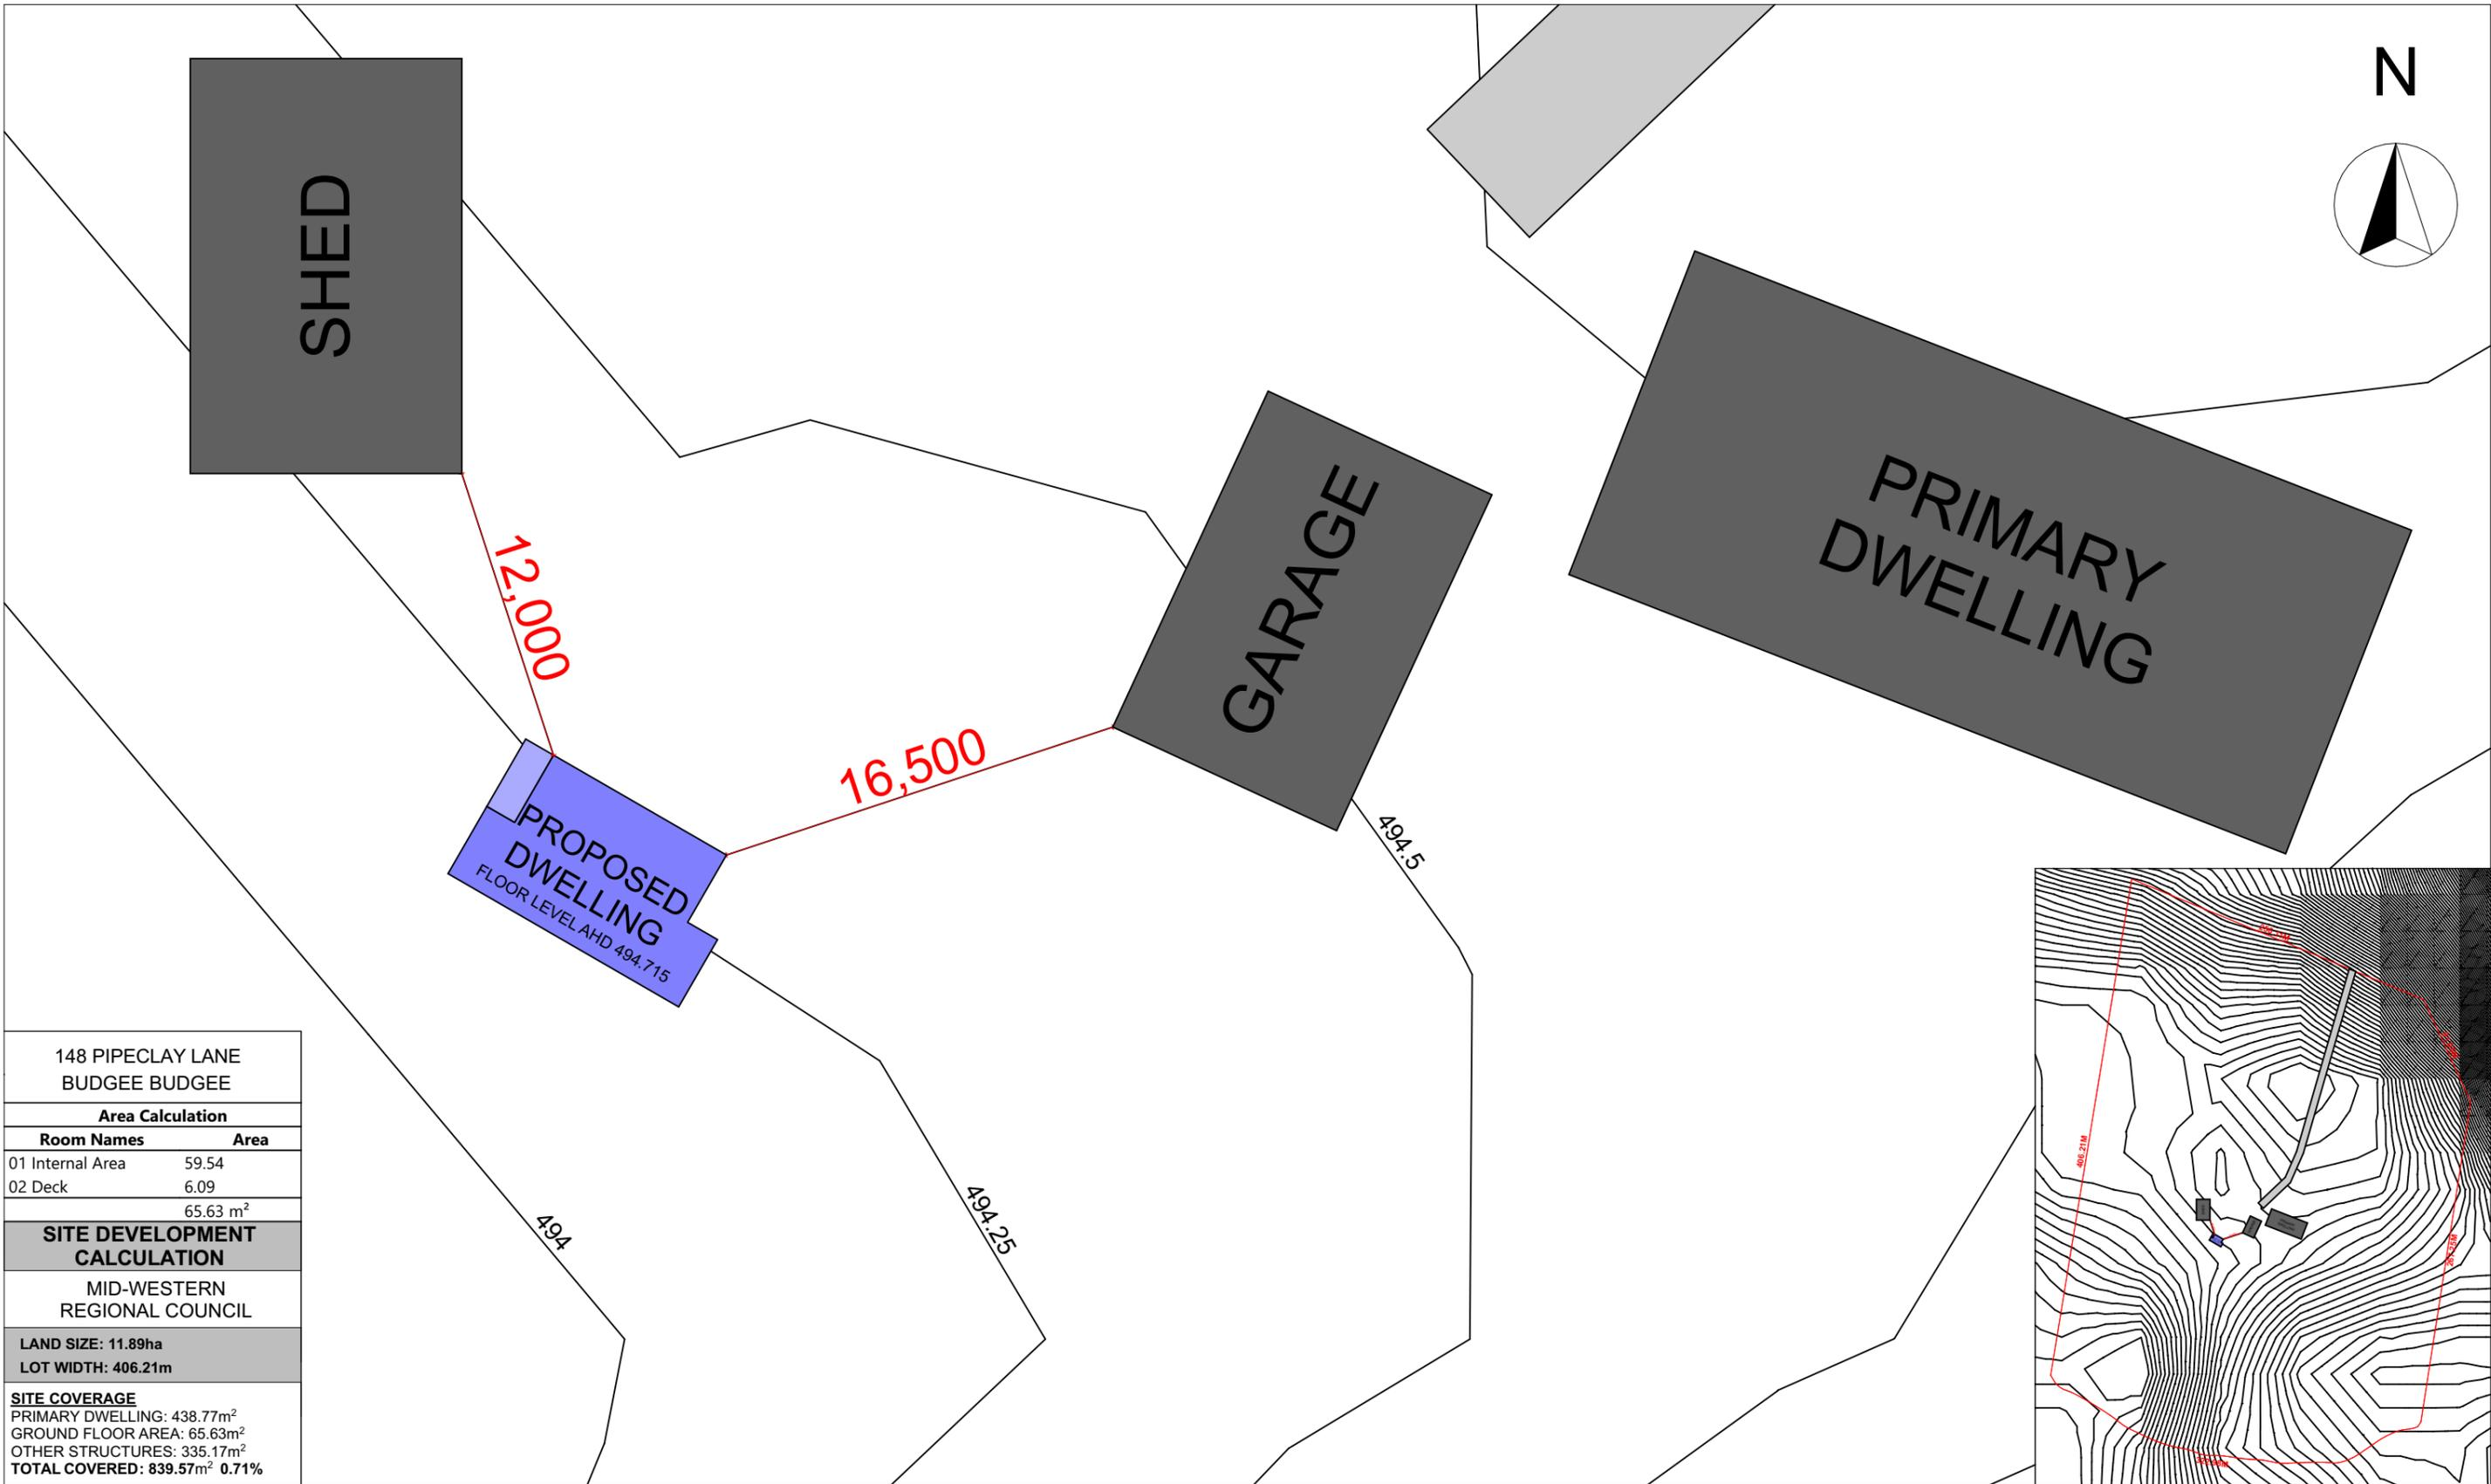 N
SHED
PRIMARY
DWELLING
GARAGE
12,000
16,500
PROPOSED
DWELLING
FLOOR LEVEL AHD 494.715
494.5
494.25
494
148 PIPECLAY LANE
BUDGEE BUDGEE
Area Calculation
Room Names Area
01 Internal Area 59.54
02 Deck 6.09
65.63 m²
SITE DEVELOPMENT
CALCULATION
MID-WESTERN
REGIONAL COUNCIL
LAND SIZE: 11.89ha
LOT WIDTH: 406.21m
SITE COVERAGE
PRIMARY DWELLING: 438.77m²
GROUND FLOOR AREA: 65.63m²
OTHER STRUCTURES: 335.17m²
TOTAL COVERED: 839.57m² 0.71%
406.21M